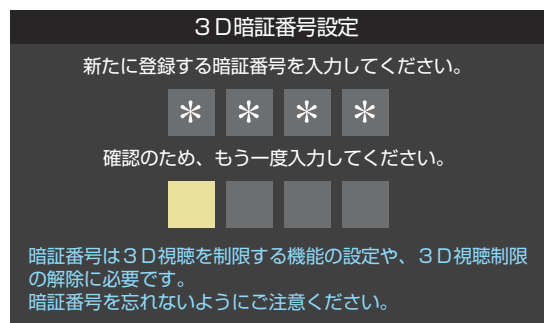 ３Ｄ暗証番号設定
新たに登録する暗証番号を入力してください。
＊ ＊ ＊ ＊
確認のため、もう一度入力してください。
暗証番号は３Ｄ視聴を制限する機能の設定や、３Ｄ視聴制限
の解除に必要です。
暗証番号を忘れないようにご注意ください。